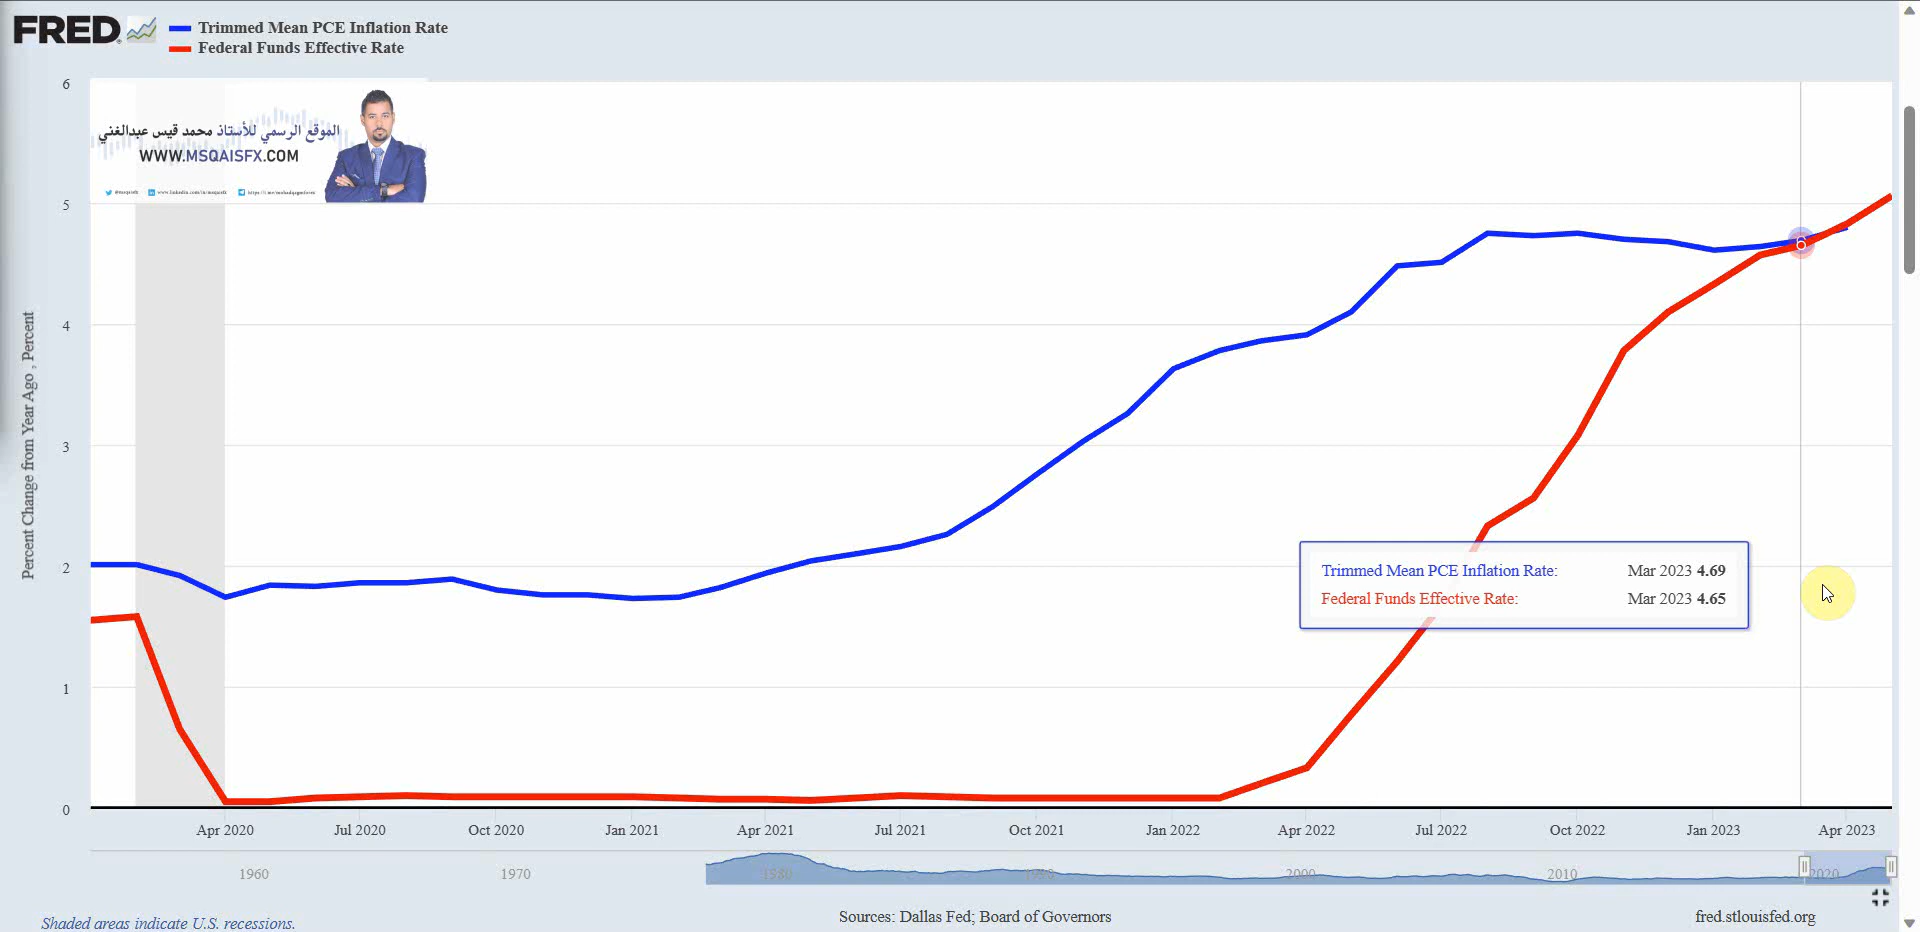 FRED
Trimmed Mean PCE Inflation Rate
Federal Funds Effective Rate
الموقع الرسمي للأستاذ محمد قيس عبدالغني
WWW.MSQAISFX.COM
Percent Change from Year Ago , Percent
6
5
4
3
2
1
0
Trimmed Mean PCE Inflation Rate: Mar 2023 4.69
Federal Funds Effective Rate: Mar 2023 4.65
Apr 2020 Jul 2020 Oct 2020 Jan 2021 Apr 2021 Jul 2021 Oct 2021 Jan 2022 Apr 2022 Jul 2022 Oct 2022 Jan 2023 Apr 2023
1960 1970 1980 1990 2000 2010 2020
Shaded areas indicate U.S. recessions.
Sources: Dallas Fed; Board of Governors
fred.stlouisfed.org